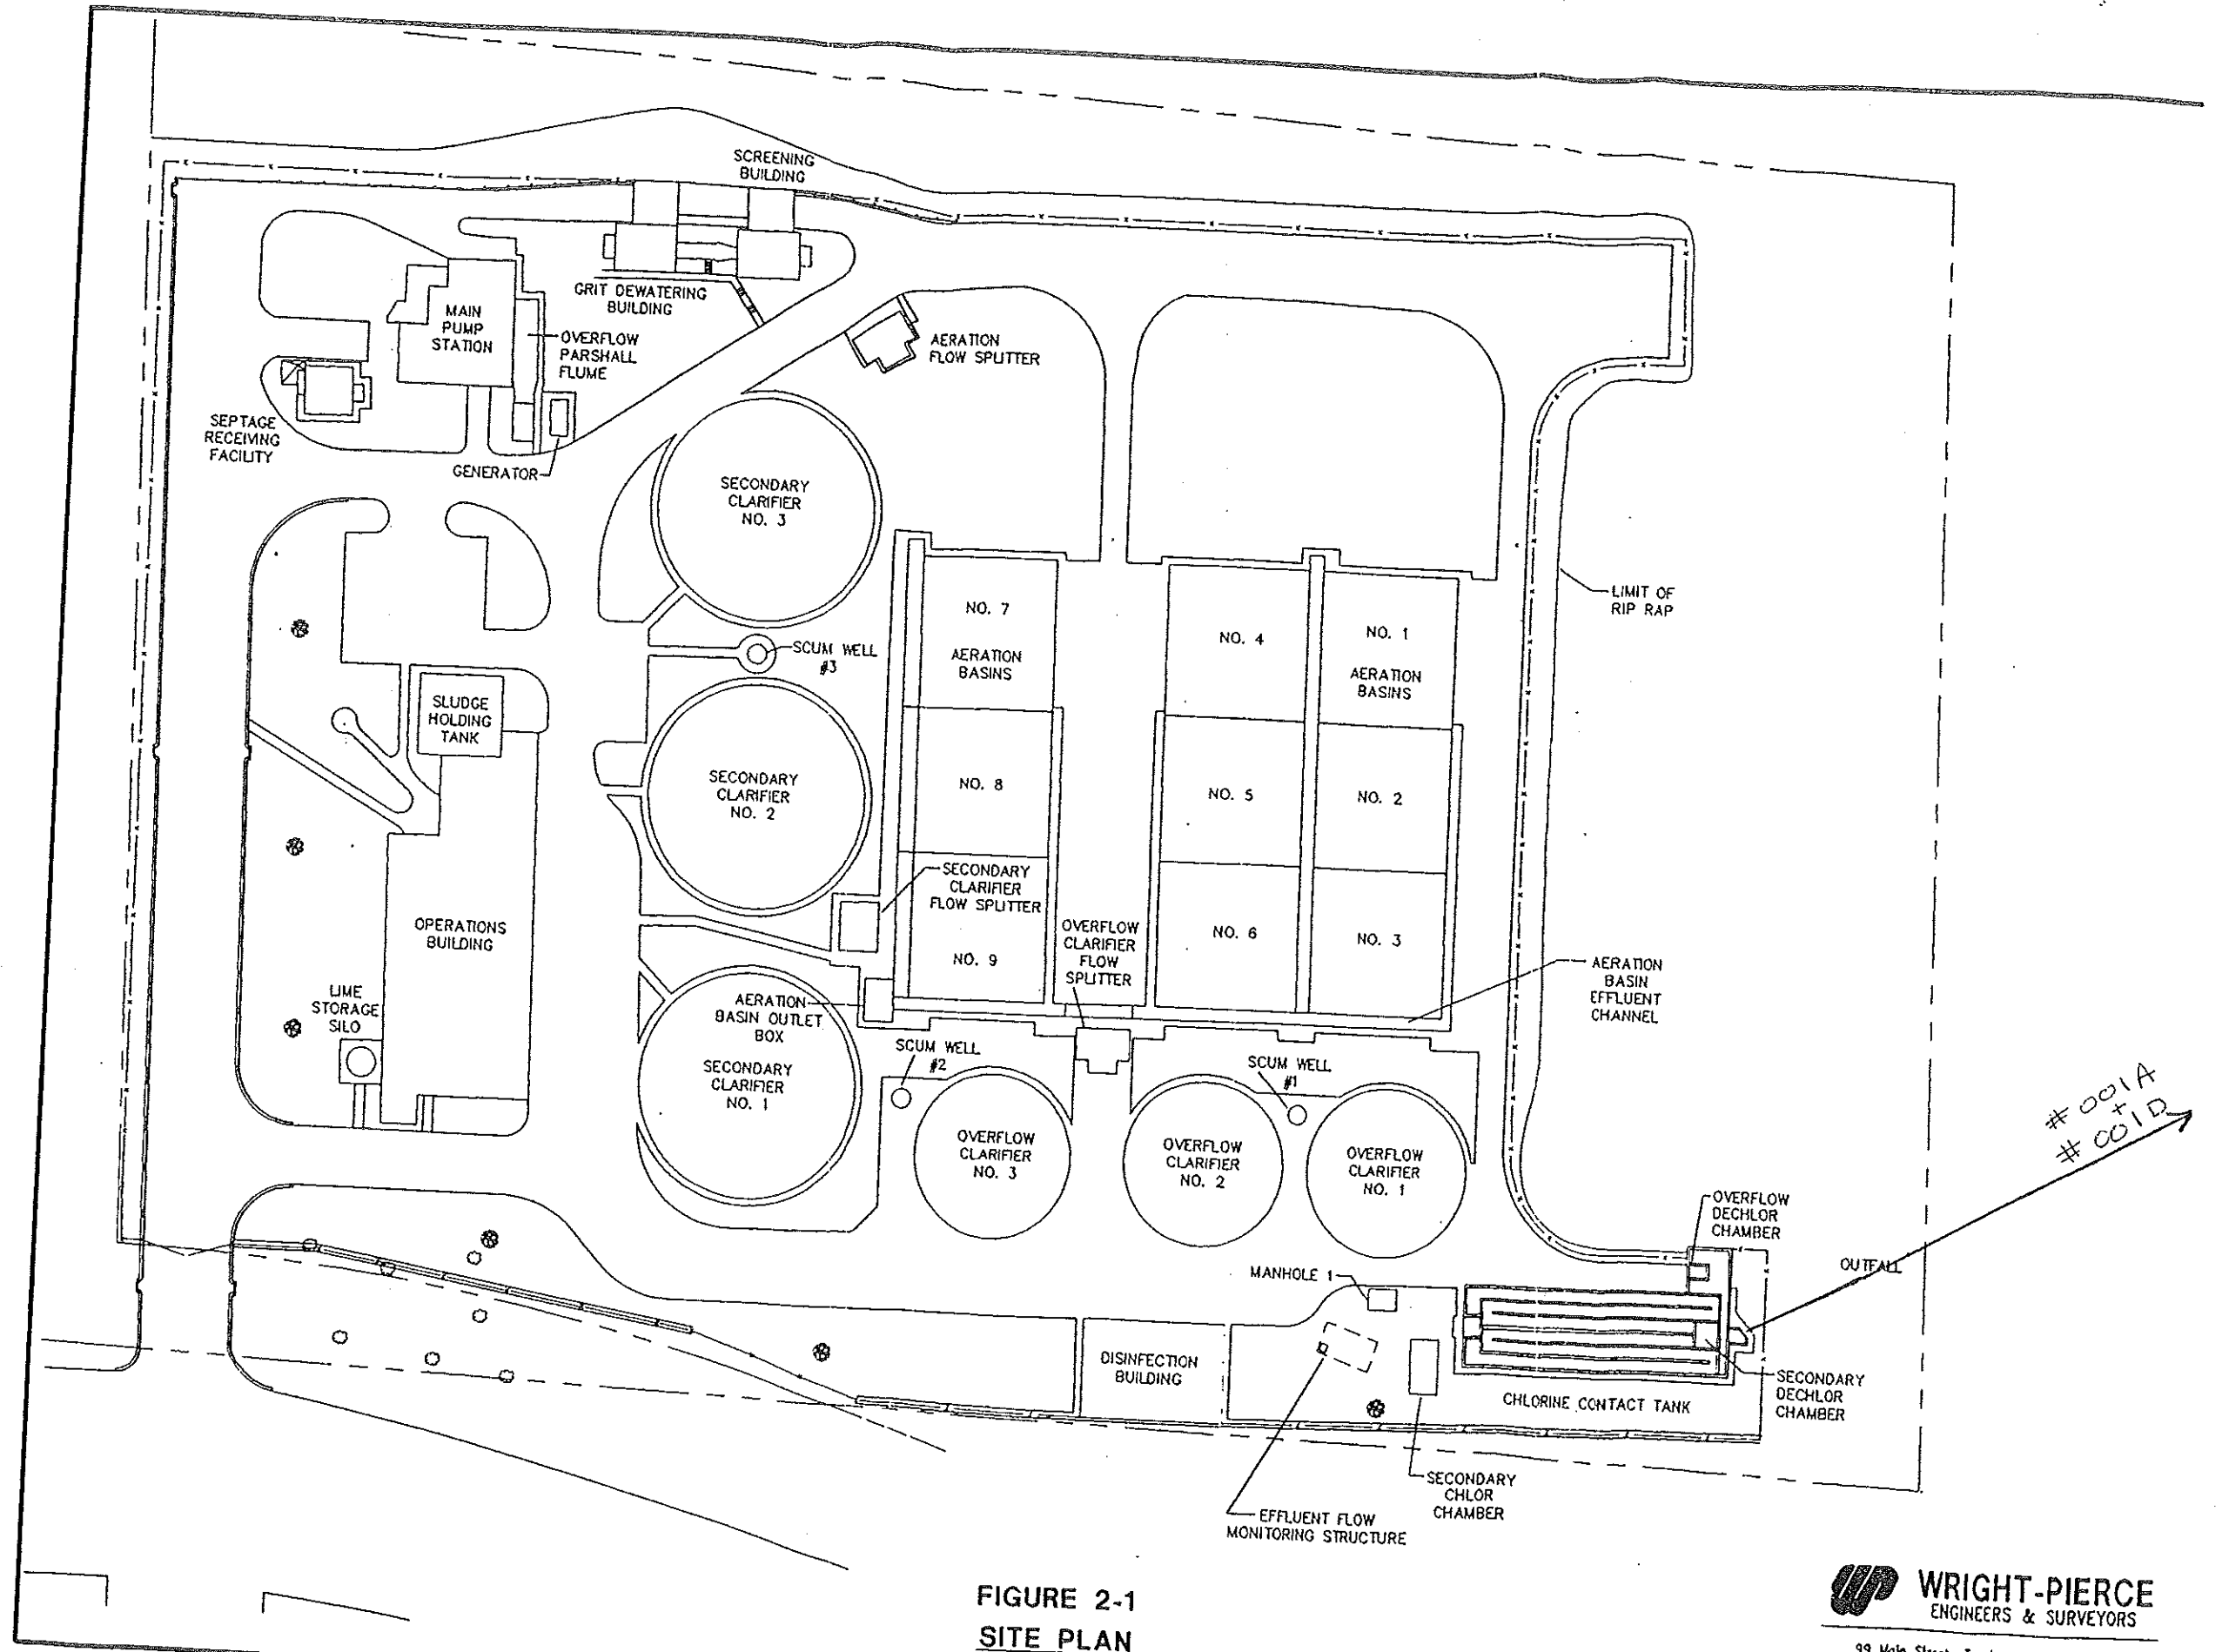 SCREENING
BUILDING
GRIT DEWATERING
BUILDING
MAIN
PUMP
STATION
OVERFLOW
PARSHALL
FLUME
AERATION
FLOW SPLITTER
SEPTAGE
RECEIVING
FACILITY
GENERATOR
SECONDARY
CLARIFIER
NO. 3
LIMIT OF
RIP RAP
NO. 7
AERATION
BASINS
NO. 4
NO. 1
AERATION
BASINS
SCUM WELL
#3
SLUDGE
HOLDING
TANK
SECONDARY
CLARIFIER
NO. 2
NO. 8
NO. 5
NO. 2
SECONDARY
CLARIFIER
FLOW SPLITTER
OVERFLOW
CLARIFIER
FLOW
SPLITTER
OPERATIONS
BUILDING
NO. 9
NO. 6
NO. 3
AERATION
BASIN
EFFLUENT
CHANNEL
LIME
STORAGE
SILO
AERATION
BASIN OUTLET
BOX
SECONDARY
CLARIFIER
NO. 1
SCUM WELL
#2
SCUM WELL
#1
OVERFLOW
CLARIFIER
NO. 3
OVERFLOW
CLARIFIER
NO. 2
OVERFLOW
CLARIFIER
NO. 1
# 001A
+
# 001D
OVERFLOW
DECHLOR
CHAMBER
OUTFALL
MANHOLE 1
DISINFECTION
BUILDING
CHLORINE CONTACT TANK
SECONDARY
DECHLOR
CHAMBER
SECONDARY
CHLOR
CHAMBER
EFFLUENT FLOW
MONITORING STRUCTURE
FIGURE 2-1
SITE PLAN
WRIGHT-PIERCE
ENGINEERS & SURVEYORS
99 Main Street